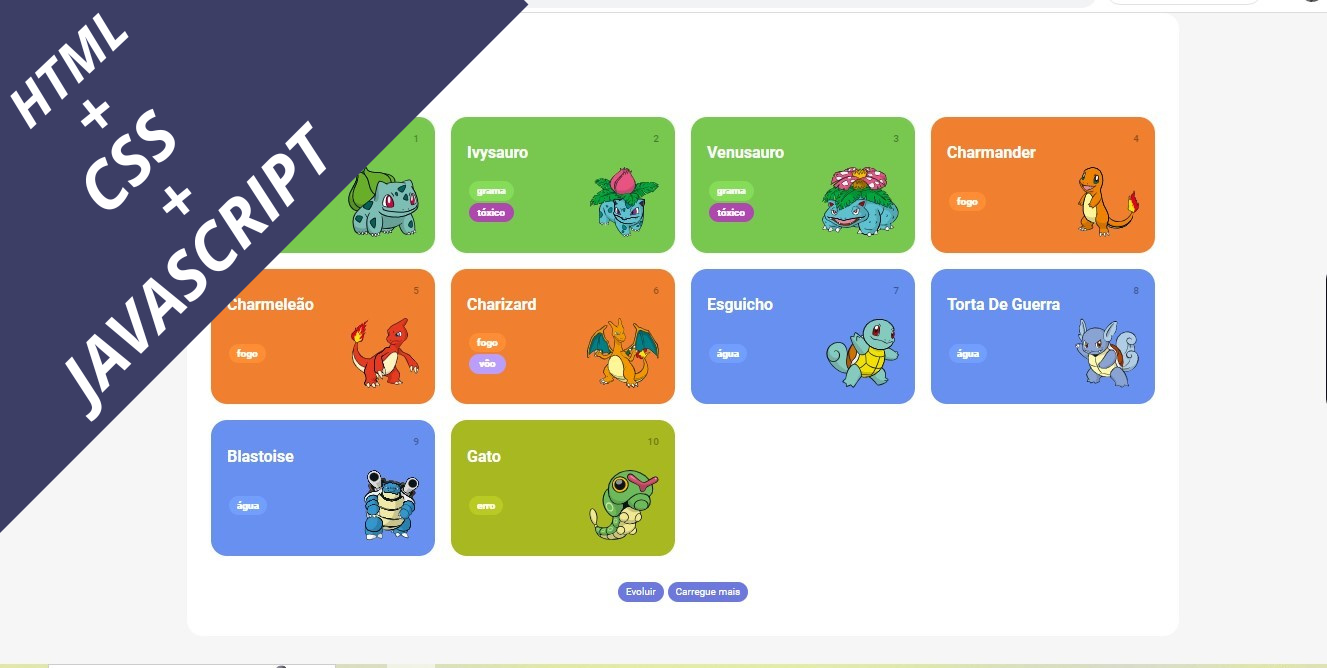 HTML
+
CSS
+
JAVASCRIPT
1
2
Ivysauro
grama
tóxico
3
Venusauro
grama
tóxico
4
Charmander
fogo
5
Charmeleão
fogo
6
Charizard
fogo
vôo
7
Esguicho
água
8
Torta De Guerra
água
9
Blastoise
água
10
Gato
erro
Evoluir
Carregue mais